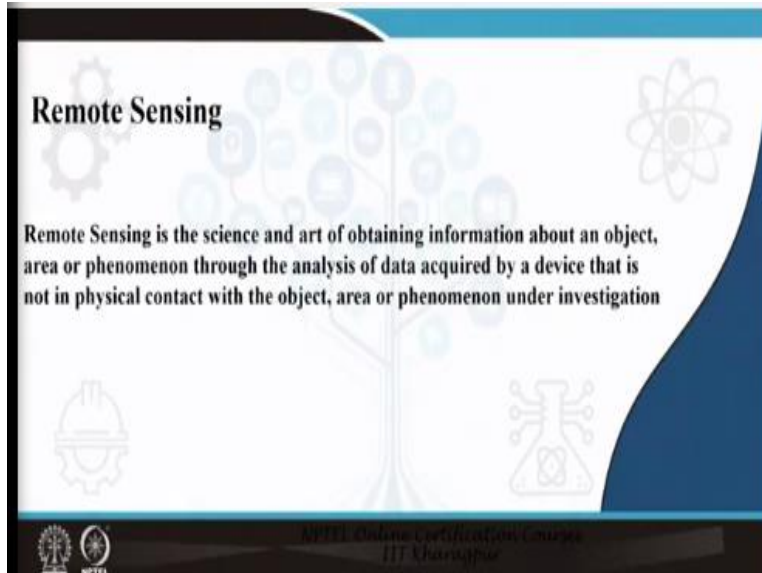 Remote Sensing
Remote Sensing is the science and art of obtaining information about an object,
area or phenomenon through the analysis of data acquired by a device that is
not in physical contact with the object, area or phenomenon under investigation
NPTEL Online Certification Courses
IIT Kharagpur
NPTEL